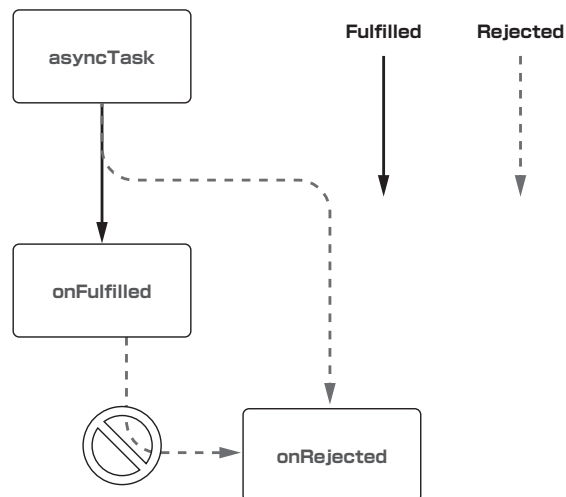 asyncTask
Fulfilled
Rejected
onFulfilled
onRejected